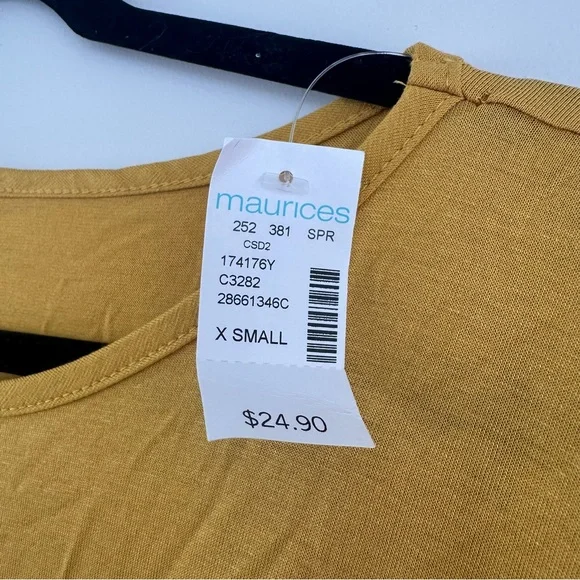 maurices
252 381 SPR
CSD2
174176Y
C3282
28661346C
X SMALL
$24.90